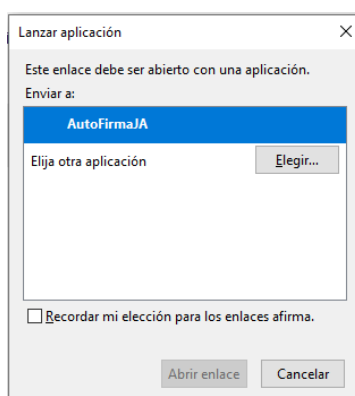 Lanzar aplicación
Este enlace debe ser abierto con una aplicación.
Enviar a:
AutoFirmaJA
Elija otra aplicación
Elegir...
Recordar mi elección para los enlaces afirma.
Abrir enlace
Cancelar